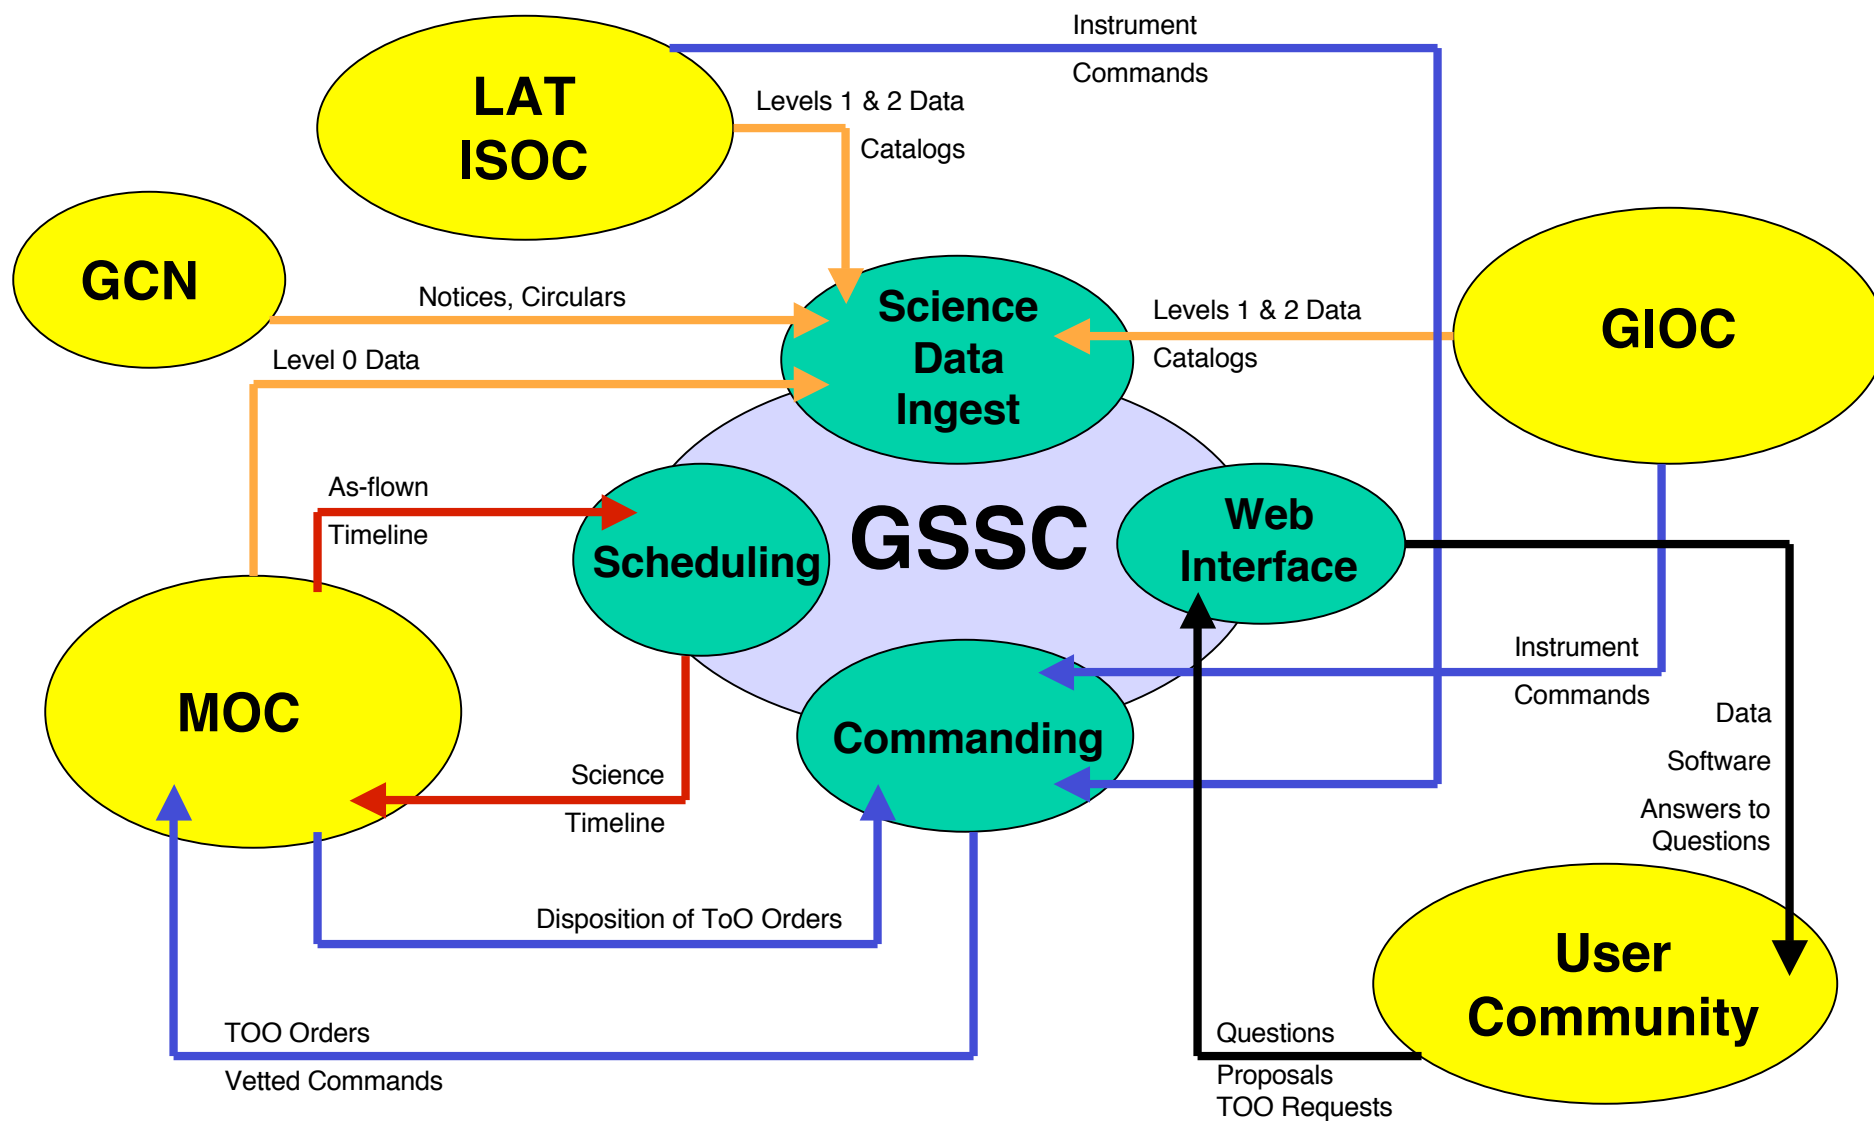 Instrument
Commands
LAT
ISOC
Levels 1 & 2 Data
Catalogs
GCN
Notices, Circulars
Level 0 Data
Science
Data
Ingest
Levels 1 & 2 Data
Catalogs
GIOC
As-flown
Timeline
Scheduling
GSSC
Web
Interface
MOC
Commanding
Instrument
Commands
Data
Software
Answers to
Questions
Science
Timeline
Disposition of ToO Orders
TOO Orders
Vetted Commands
User
Community
Questions
Proposals
TOO Requests